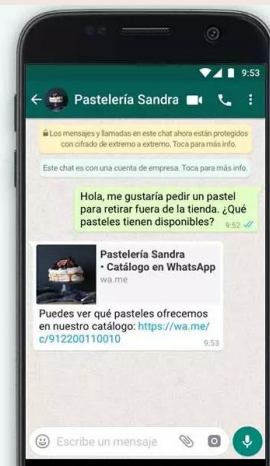 9:53
Pastelería Sandra
Los mensajes y llamadas en este chat ahora están protegidos
con cifrado de extremo a extremo. Toca para más info.
Este chat es con una cuenta de empresa. Toca para más info.
Hola, me gustaría pedir un pastel
para retirar fuera de la tienda. ¿Qué
pasteles tienen disponibles? 9:52
Pastelería Sandra
• Catálogo en WhatsApp
wa.me
Puedes ver qué pasteles ofrecemos
en nuestro catálogo: https://wa.me/
c/912200110010
9:53
Escribe un mensaje